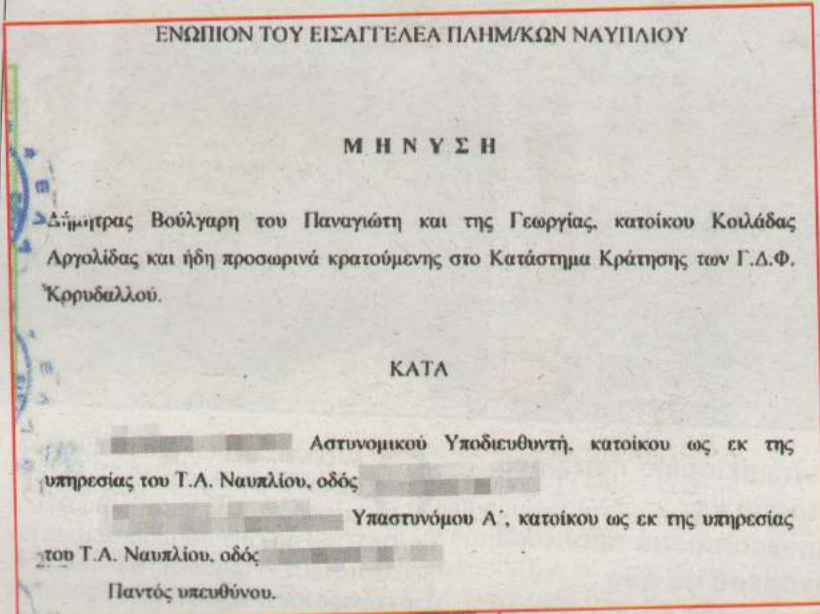 ΕΝΩΠΙΟΝ ΤΟΥ ΕΙΣΑΓΓΕΛΕΑ ΠΛΗΜ/ΚΩΝ ΝΑΥΠΛΙΟΥ
Μ Η Ν Υ Σ Η
Δήμητρας Βούλγαρη του Παναγιώτη και της Γεωργίας, κατοίκου Κοιλάδας
Αργολίδας και ήδη προσωρινά κρατούμενης στο Κατάστημα Κράτησης των Γ.Δ.Φ.
Κορυδαλλού.
ΚΑΤΑ
Αστυνομικού Υποδιευθυντή, κατοίκου ως εκ της
υπηρεσίας του Τ.Α. Ναυπλίου, οδός
Υπαστυνόμου Α΄, κατοίκου ως εκ της υπηρεσίας
του Τ.Α. Ναυπλίου, οδός
Παντός υπευθύνου.